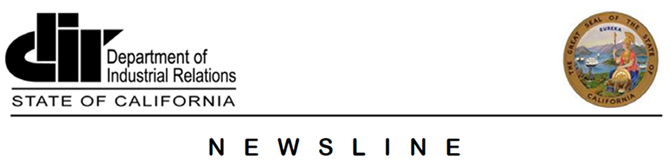 dir
Department of
Industrial Relations
STATE OF CALIFORNIA
THE GREAT SEAL OF THE STATE OF CALIFORNIA
EUREKA
NEWSLINE